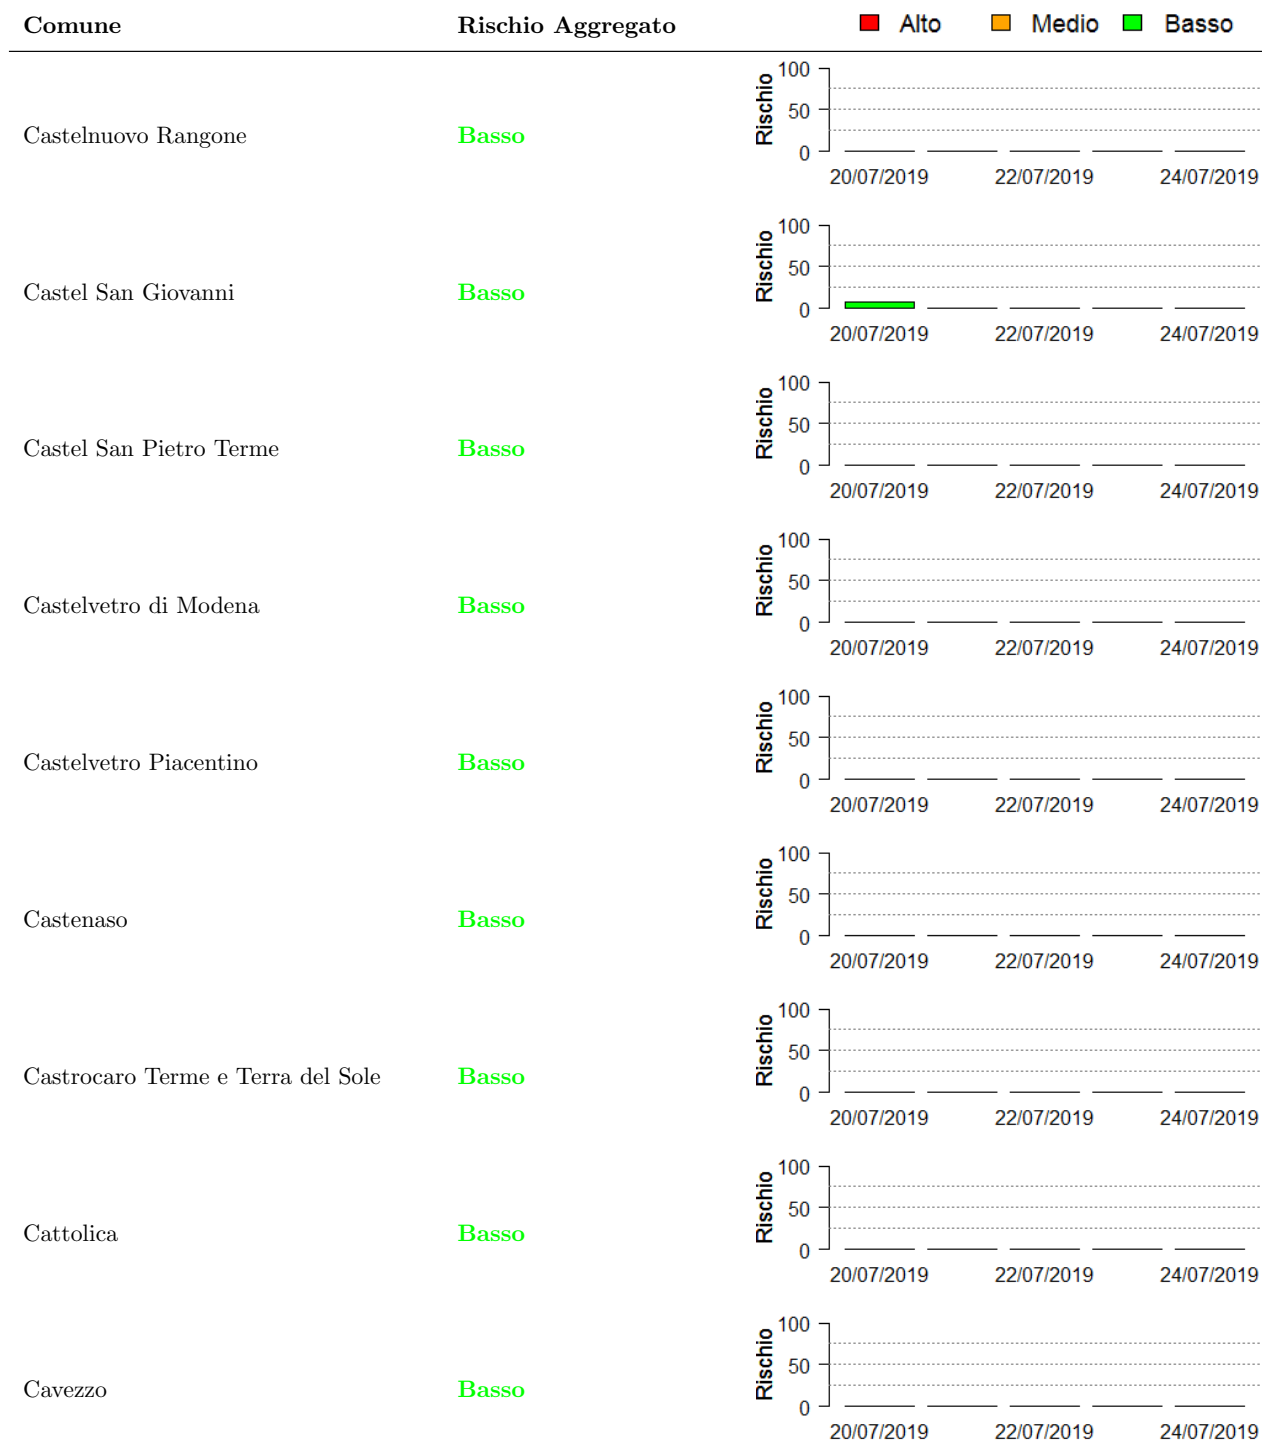 Comune Rischio Aggregato Alto Medio Basso
100
50
0
Rischio
Castelnuovo Rangone Basso
20/07/2019 22/07/2019 24/07/2019
100
50
0
Rischio
Castel San Giovanni Basso
20/07/2019 22/07/2019 24/07/2019
100
50
0
Rischio
Castel San Pietro Terme Basso
20/07/2019 22/07/2019 24/07/2019
100
50
0
Rischio
Castelvetro di Modena Basso
20/07/2019 22/07/2019 24/07/2019
100
50
0
Rischio
Castelvetro Piacentino Basso
20/07/2019 22/07/2019 24/07/2019
100
50
0
Rischio
Castenaso Basso
20/07/2019 22/07/2019 24/07/2019
100
50
0
Rischio
Castrocaro Terme e Terra del Sole Basso
20/07/2019 22/07/2019 24/07/2019
100
50
0
Rischio
Cattolica Basso
20/07/2019 22/07/2019 24/07/2019
100
50
0
Rischio
Cavezzo Basso
20/07/2019 22/07/2019 24/07/2019